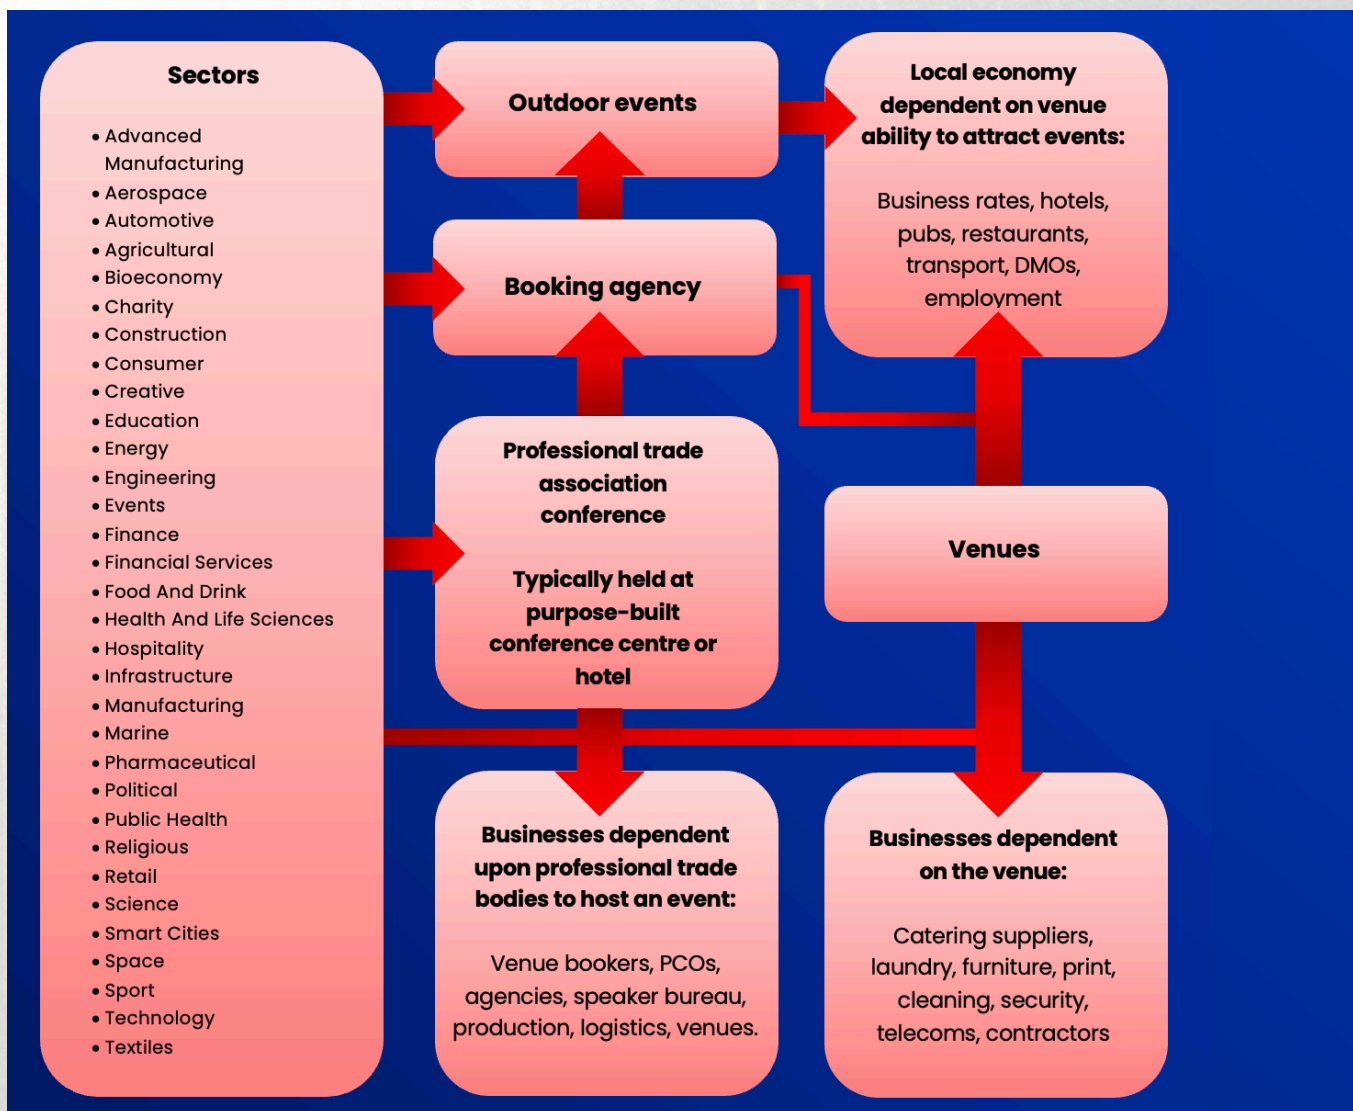 Sectors
• Advanced
Manufacturing
• Aerospace
• Automotive
• Agricultural
• Bioeconomy
• Charity
• Construction
• Consumer
• Creative
• Education
• Energy
• Engineering
• Events
• Finance
• Financial Services
• Food And Drink
• Health And Life Sciences
• Hospitality
• Infrastructure
• Manufacturing
• Marine
• Pharmaceutical
• Political
• Public Health
• Religious
• Retail
• Science
• Smart Cities
• Space
• Sport
• Technology
• Textiles
Outdoor events
Booking agency
Professional trade
association
conference
Typically held at
purpose-built
conference centre or
hotel
Businesses dependent
upon professional trade
bodies to host an event:
Venue bookers, PCOs,
agencies, speaker bureau,
production, logistics, venues.
Local economy
dependent on venue
ability to attract events:
Business rates, hotels,
pubs, restaurants,
transport, DMOs,
employment
Venues
Businesses dependent
on the venue:
Catering suppliers,
laundry, furniture, print,
cleaning, security,
telecoms, contractors